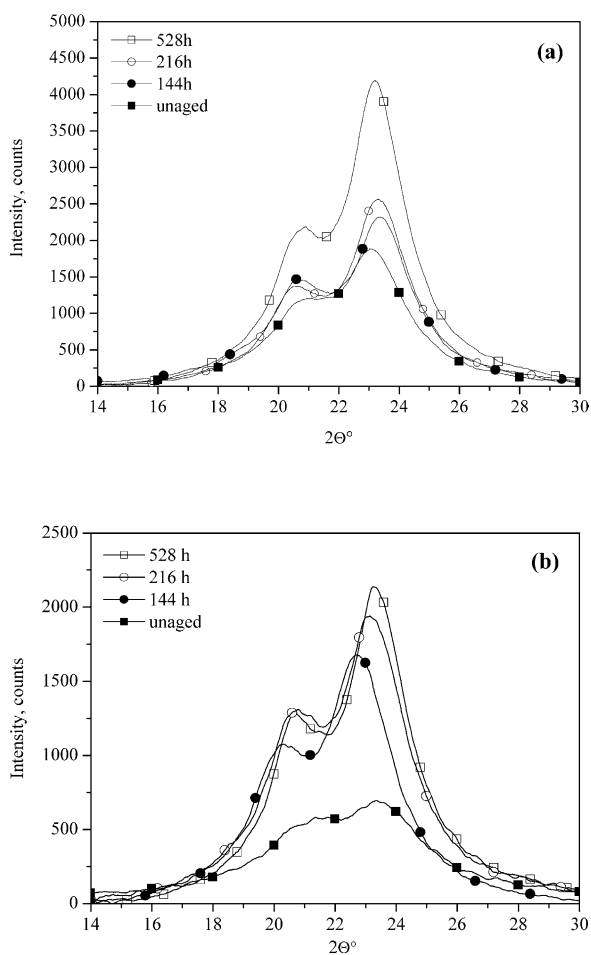 5000
4500
4000
3500
3000
2500
2000
1500
1000
500
0
Intensity, counts
528h
216h
144h
unaged
(a)
14 16 18 20 22 24 26 28 30
2Θ°
2500
2000
1500
1000
500
0
Intensity, counts
528 h
216 h
144 h
unaged
(b)
14 16 18 20 22 24 26 28 30
2Θ°